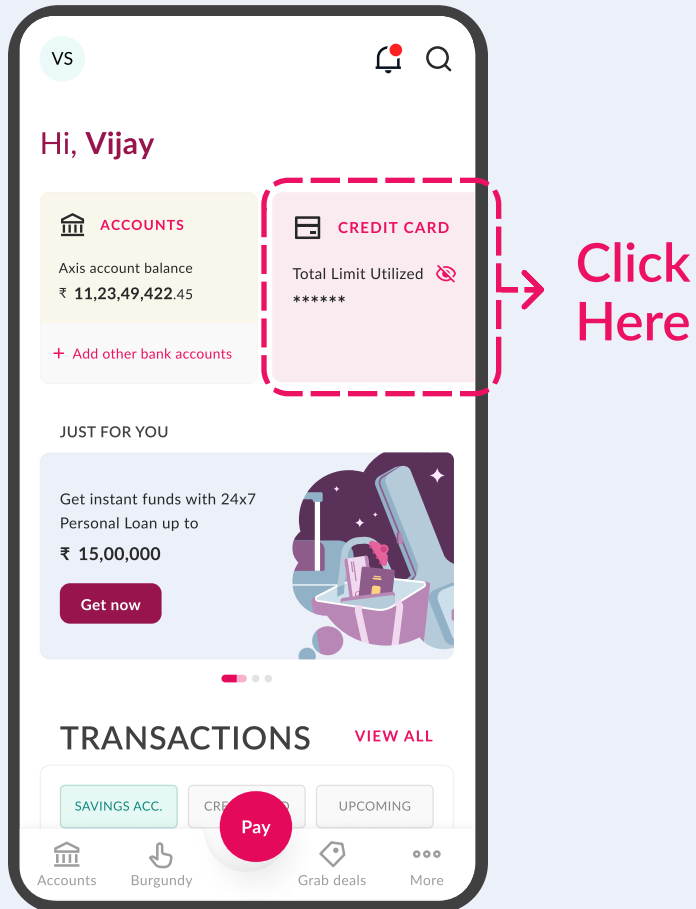 VS
Hi, Vijay
ACCOUNTS
Axis account balance
₹ 11,23,49,422.45
+ Add other bank accounts
CREDIT CARD
Total Limit Utilized
******
Click
Here
JUST FOR YOU
Get instant funds with 24x7
Personal Loan up to
₹ 15,00,000
Get now
TRANSACTIONS
VIEW ALL
SAVINGS ACC.
UPCOMING
Pay
Accounts
Burgundy
Grab deals
More